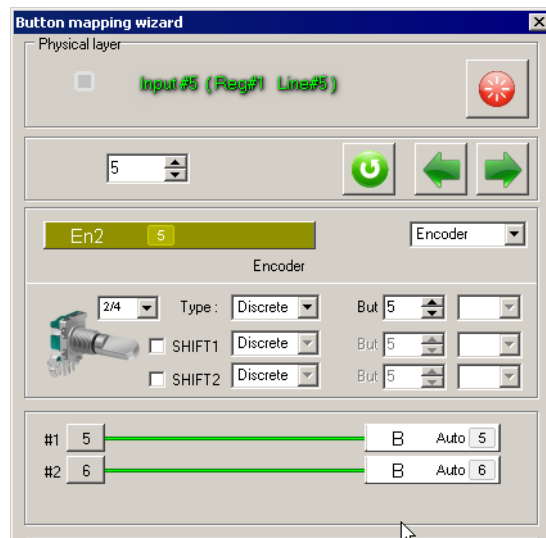 Button mapping wizard
Physical layer
Input #5 ( Reg#1 Line#5 )
5
En2 5 Encoder
Encoder
2/4 Type : Discrete But 5
SHIFT1 Discrete But 5
SHIFT2 Discrete But 5
#1 5 B Auto 5
#2 6 B Auto 6